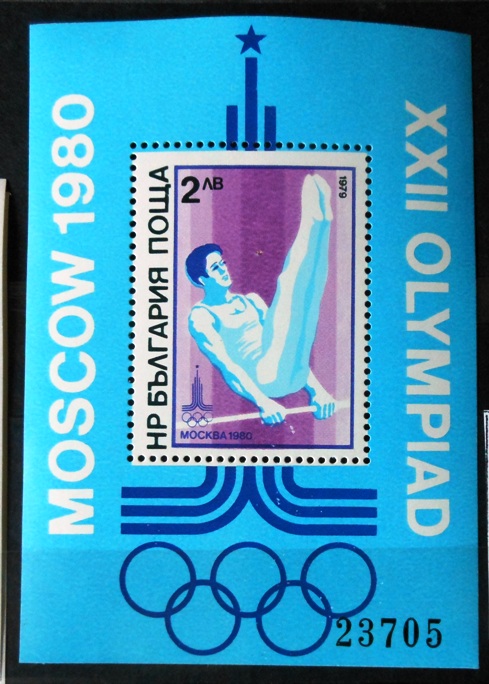 MOSCOW 1980
XXII OLYMPIAD
НР БЪЛГАРИЯ ПОЩА
2 ЛВ
1979
МОСКВА 1980
23705